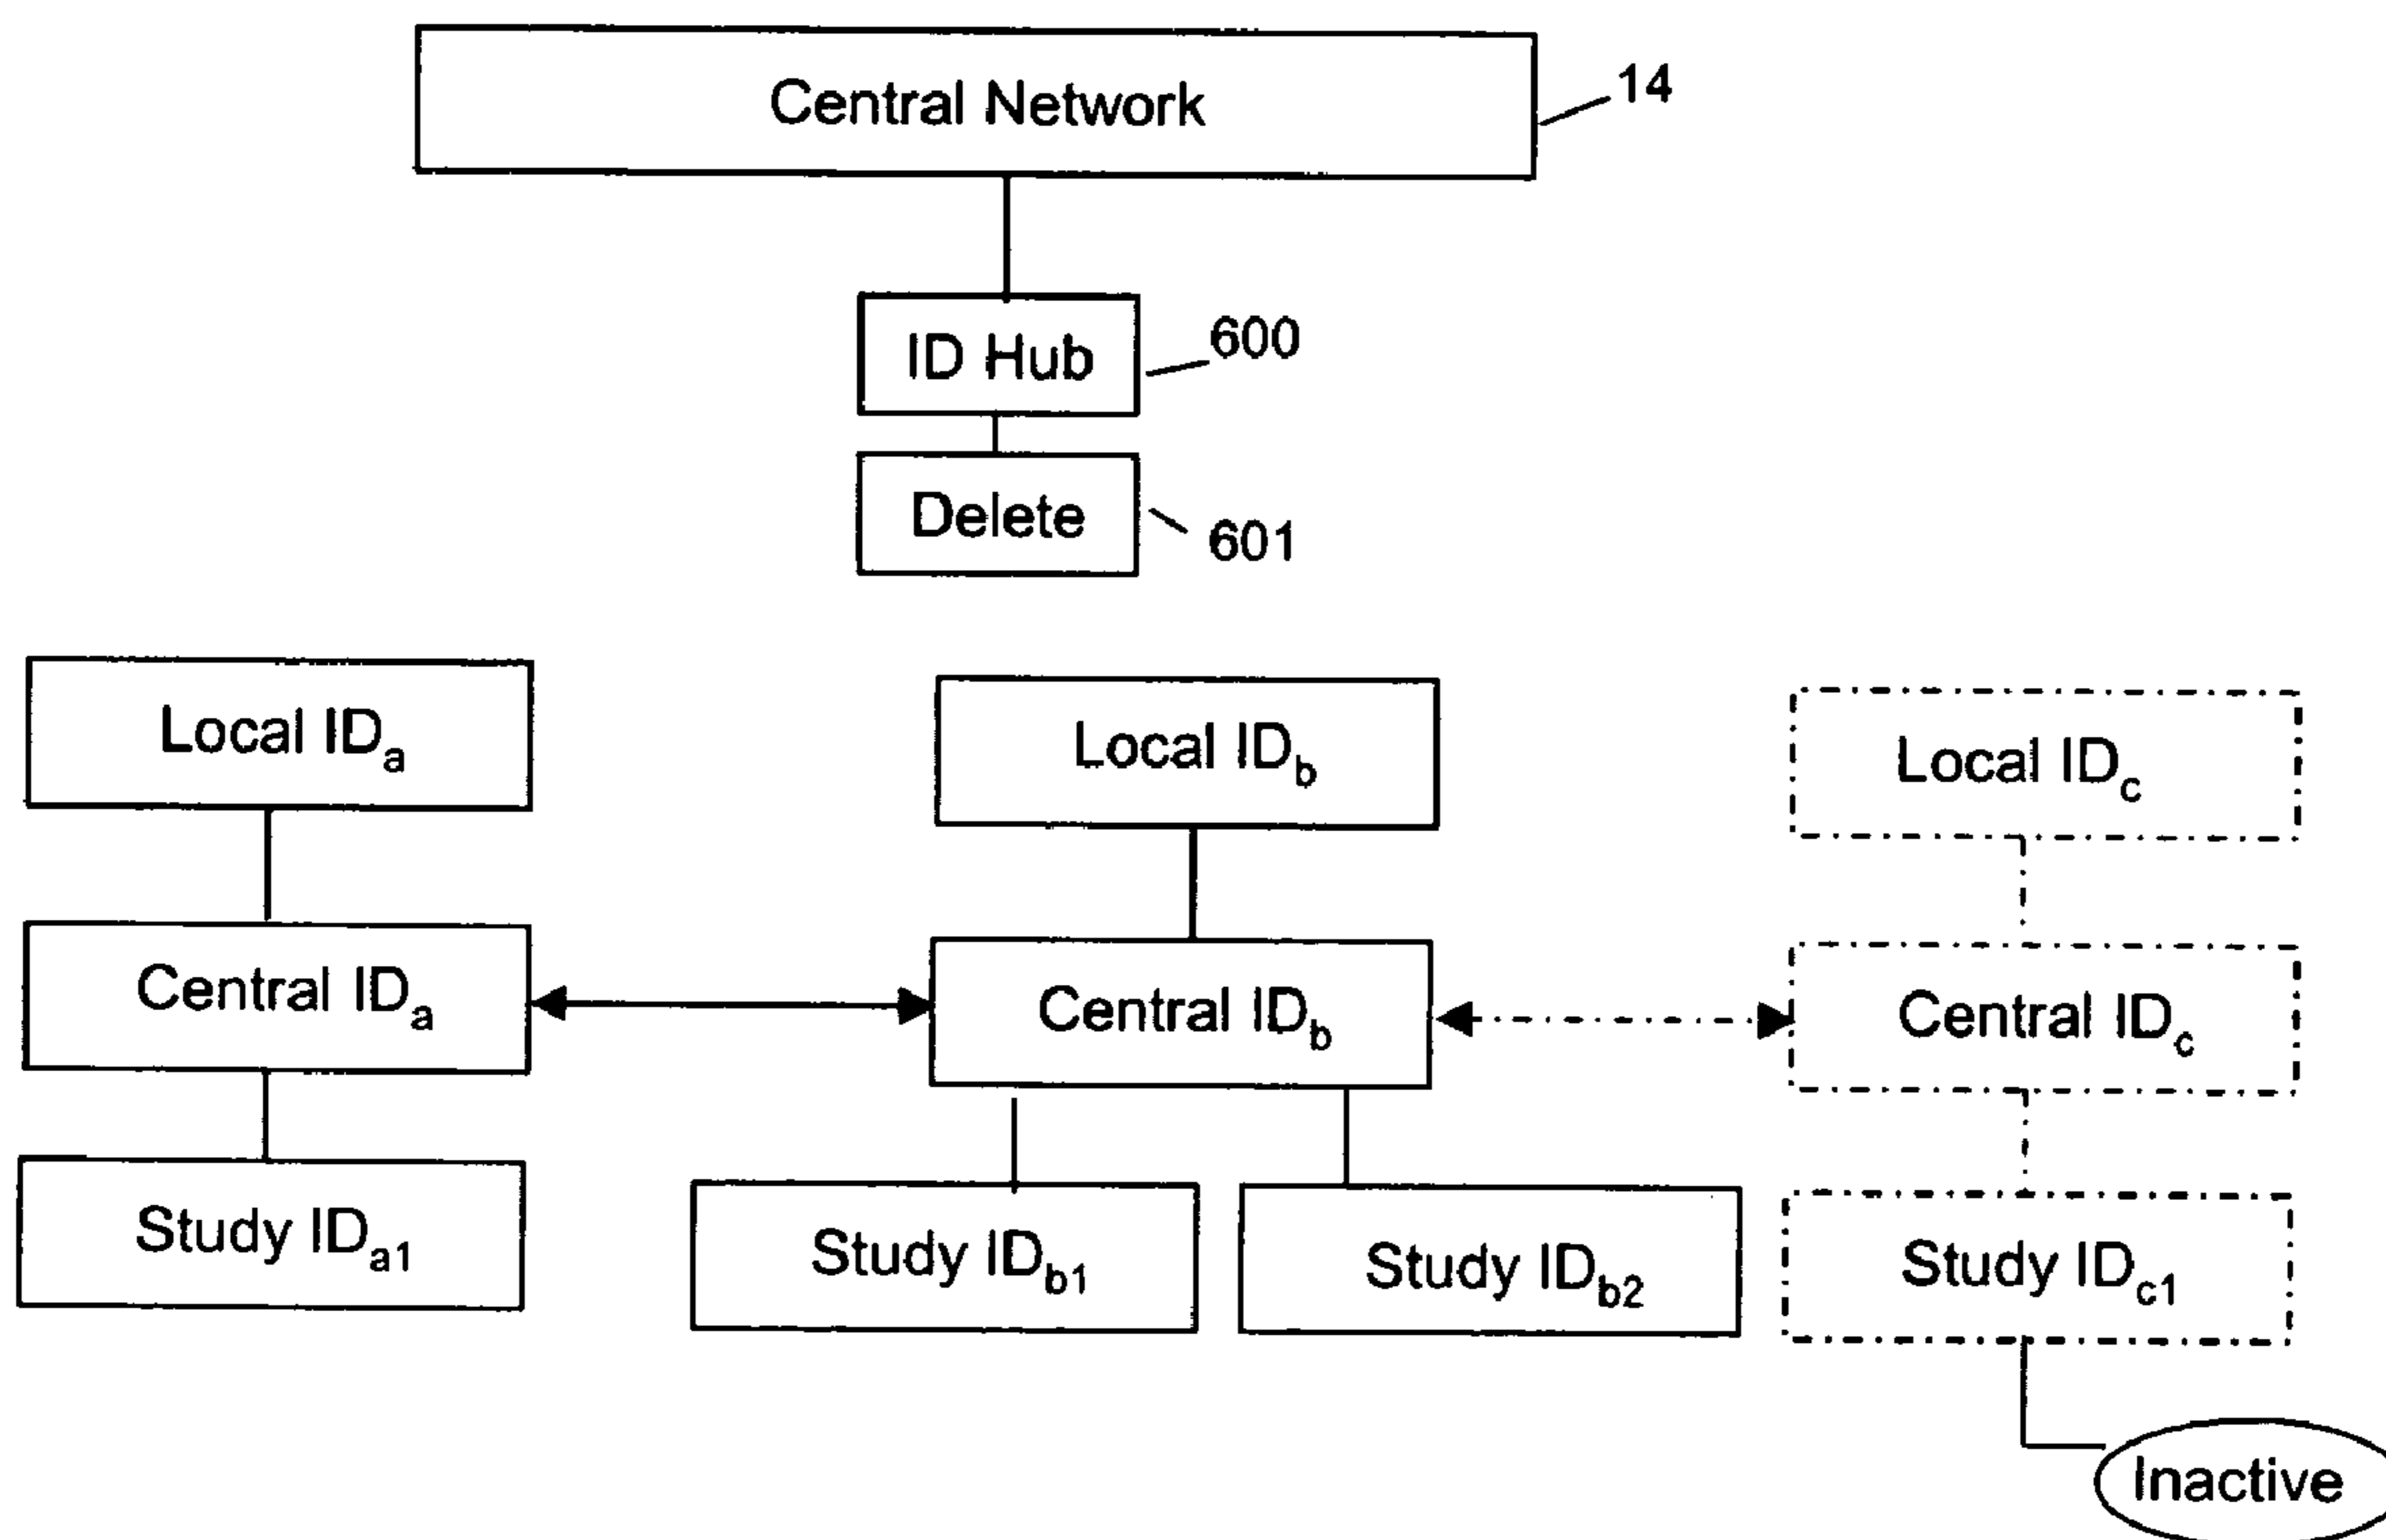 Central Network
14
ID Hub
600
Delete
601
Local IDa
Local IDb
Local IDc
Central IDa
Central IDb
Central IDc
Study IDa1
Study IDb1
Study IDb2
Study IDc1
Inactive